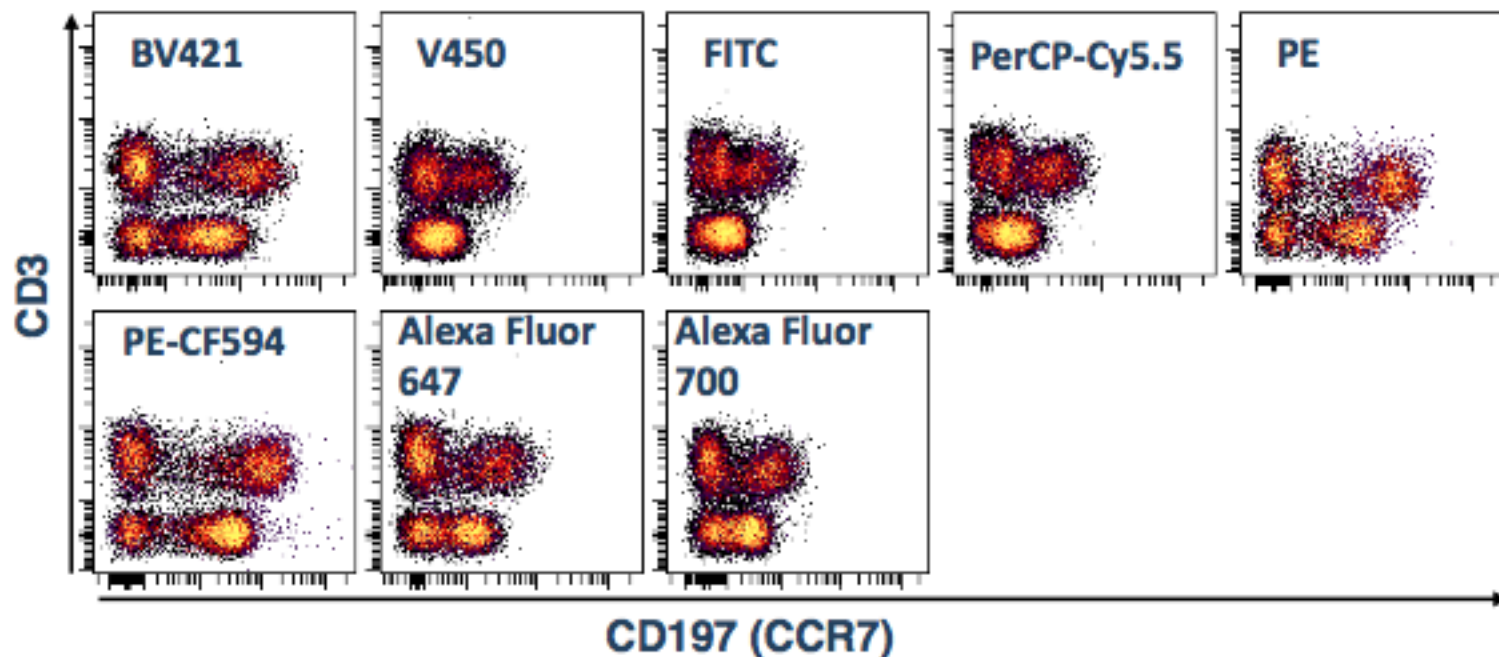 BV421
V450
FITC
PerCP-Cy5.5
PE
CD3
PE-CF594
Alexa Fluor
647
Alexa Fluor
700
CD197 (CCR7)